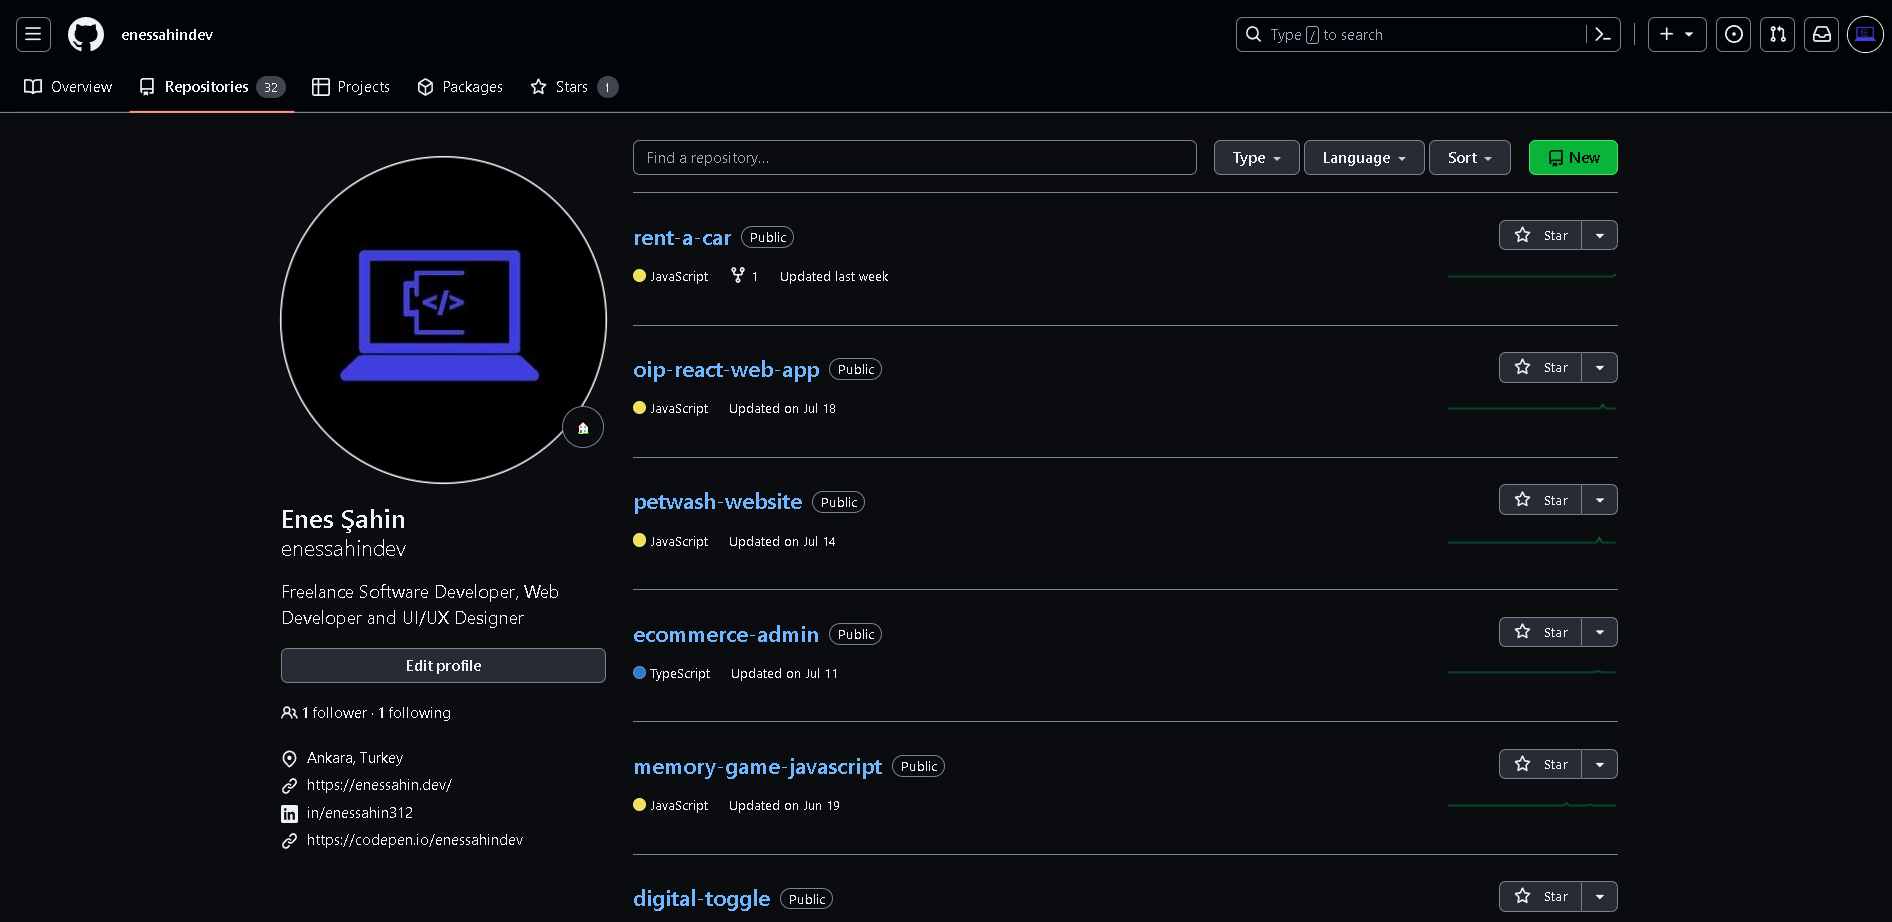 enessahindev
Type / to search
Overview Repositories 32 Projects Packages Stars 1
Find a repository... Type Language Sort New
</>
Enes Şahin
enessahindev
Freelance Software Developer, Web
Developer and UI/UX Designer
Edit profile
1 follower · 1 following
Ankara, Turkey
https://enessahin.dev/
in/enessahin312
https://codepen.io/enessahindev
rent-a-car Public Star
JavaScript 1 Updated last week
oip-react-web-app Public Star
JavaScript Updated on Jul 18
petwash-website Public Star
JavaScript Updated on Jul 14
ecommerce-admin Public Star
TypeScript Updated on Jul 11
memory-game-javascript Public Star
JavaScript Updated on Jun 19
digital-toggle Public Star